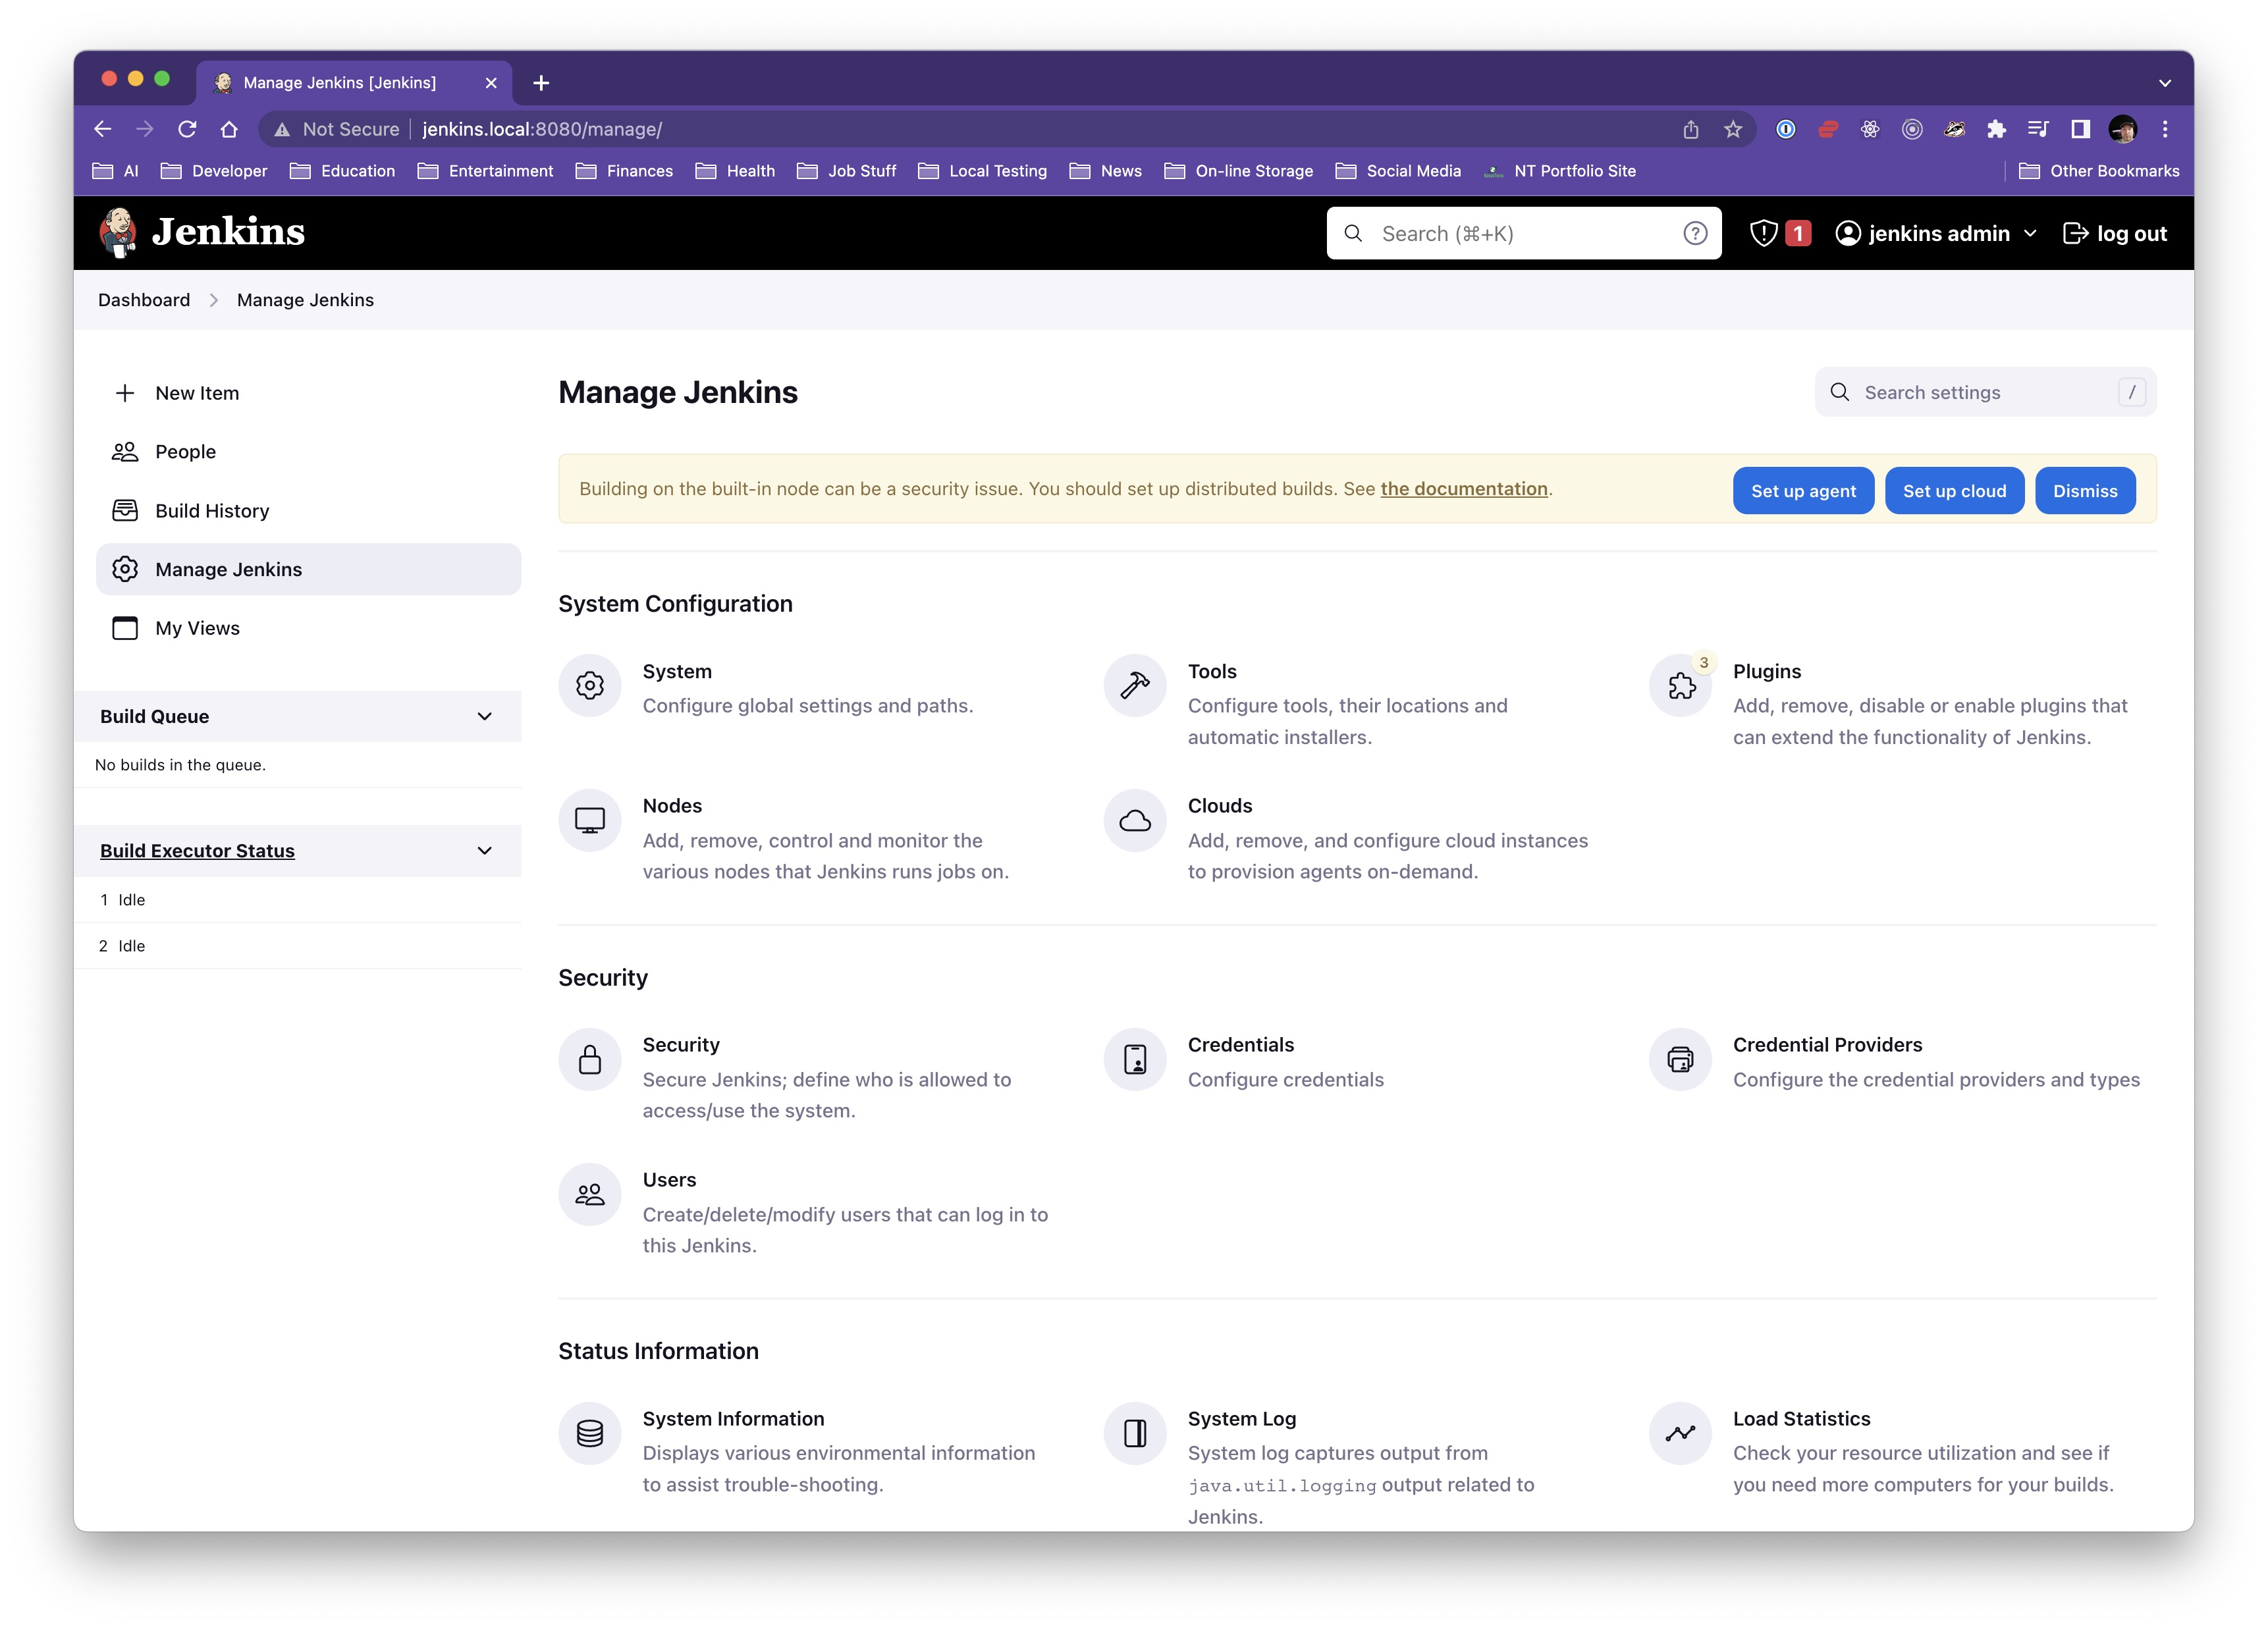 Manage Jenkins [Jenkins]
Not Secure jenkins.local:8080/manage/
AI Developer Education Entertainment Finances Health Job Stuff Local Testing News On-line Storage Social Media NT Portfolio Site Other Bookmarks
Jenkins Search (⌘+K) ? 1 jenkins admin log out
Dashboard Manage Jenkins
New Item
People
Build History
Manage Jenkins
My Views
Build Queue
No builds in the queue.
Build Executor Status
1 Idle
2 Idle
Manage Jenkins
Search settings /
Building on the built-in node can be a security issue. You should set up distributed builds. See the documentation.
Set up agent Set up cloud Dismiss
System Configuration
System
Configure global settings and paths.
Tools
Configure tools, their locations and
automatic installers.
3
Plugins
Add, remove, disable or enable plugins that
can extend the functionality of Jenkins.
Nodes
Add, remove, control and monitor the
various nodes that Jenkins runs jobs on.
Clouds
Add, remove, and configure cloud instances
to provision agents on-demand.
Security
Security
Secure Jenkins; define who is allowed to
access/use the system.
Credentials
Configure credentials
Credential Providers
Configure the credential providers and types
Users
Create/delete/modify users that can log in to
this Jenkins.
Status Information
System Information
Displays various environmental information
to assist trouble-shooting.
System Log
System log captures output from
java.util.logging output related to
Jenkins.
Load Statistics
Check your resource utilization and see if
you need more computers for your builds.